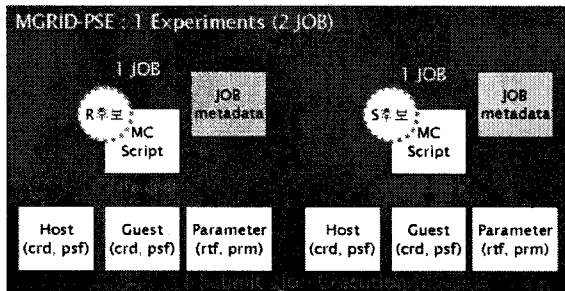 MGRID-PSE : 1 Experiments (2 JOB)
1 JOB
R후보
MC
Script
JOB
metadata
Host
(crd, psf)
Guest
(crd, psf)
Parameter
(rtf, prm)
1 JOB
S후보
MC
Script
JOB
metadata
Host
(crd, psf)
Guest
(crd, psf)
Parameter
(rtf, prm)